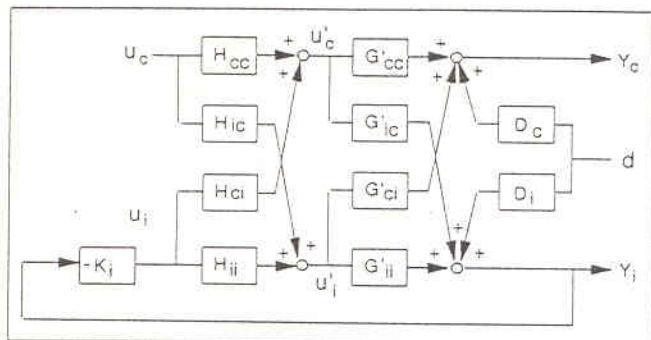 + u'c +
uc Hcc + G'cc + Yc
Hic G'ic Dc
d
Hci G'ci Di
ui
+ + + +
-Ki Hii + u'i G'ii + Yi